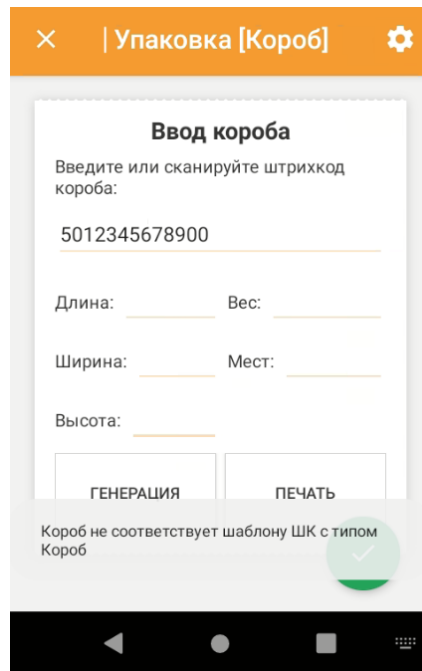 | Упаковка [Короб]
Ввод короба
Введите или сканируйте штрихкод
короба:
5012345678900
Длина: Вес:
Ширина: Мест:
Высота:
ГЕНЕРАЦИЯ ПЕЧАТЬ
Короб не соответствует шаблону ШК с типом
Короб